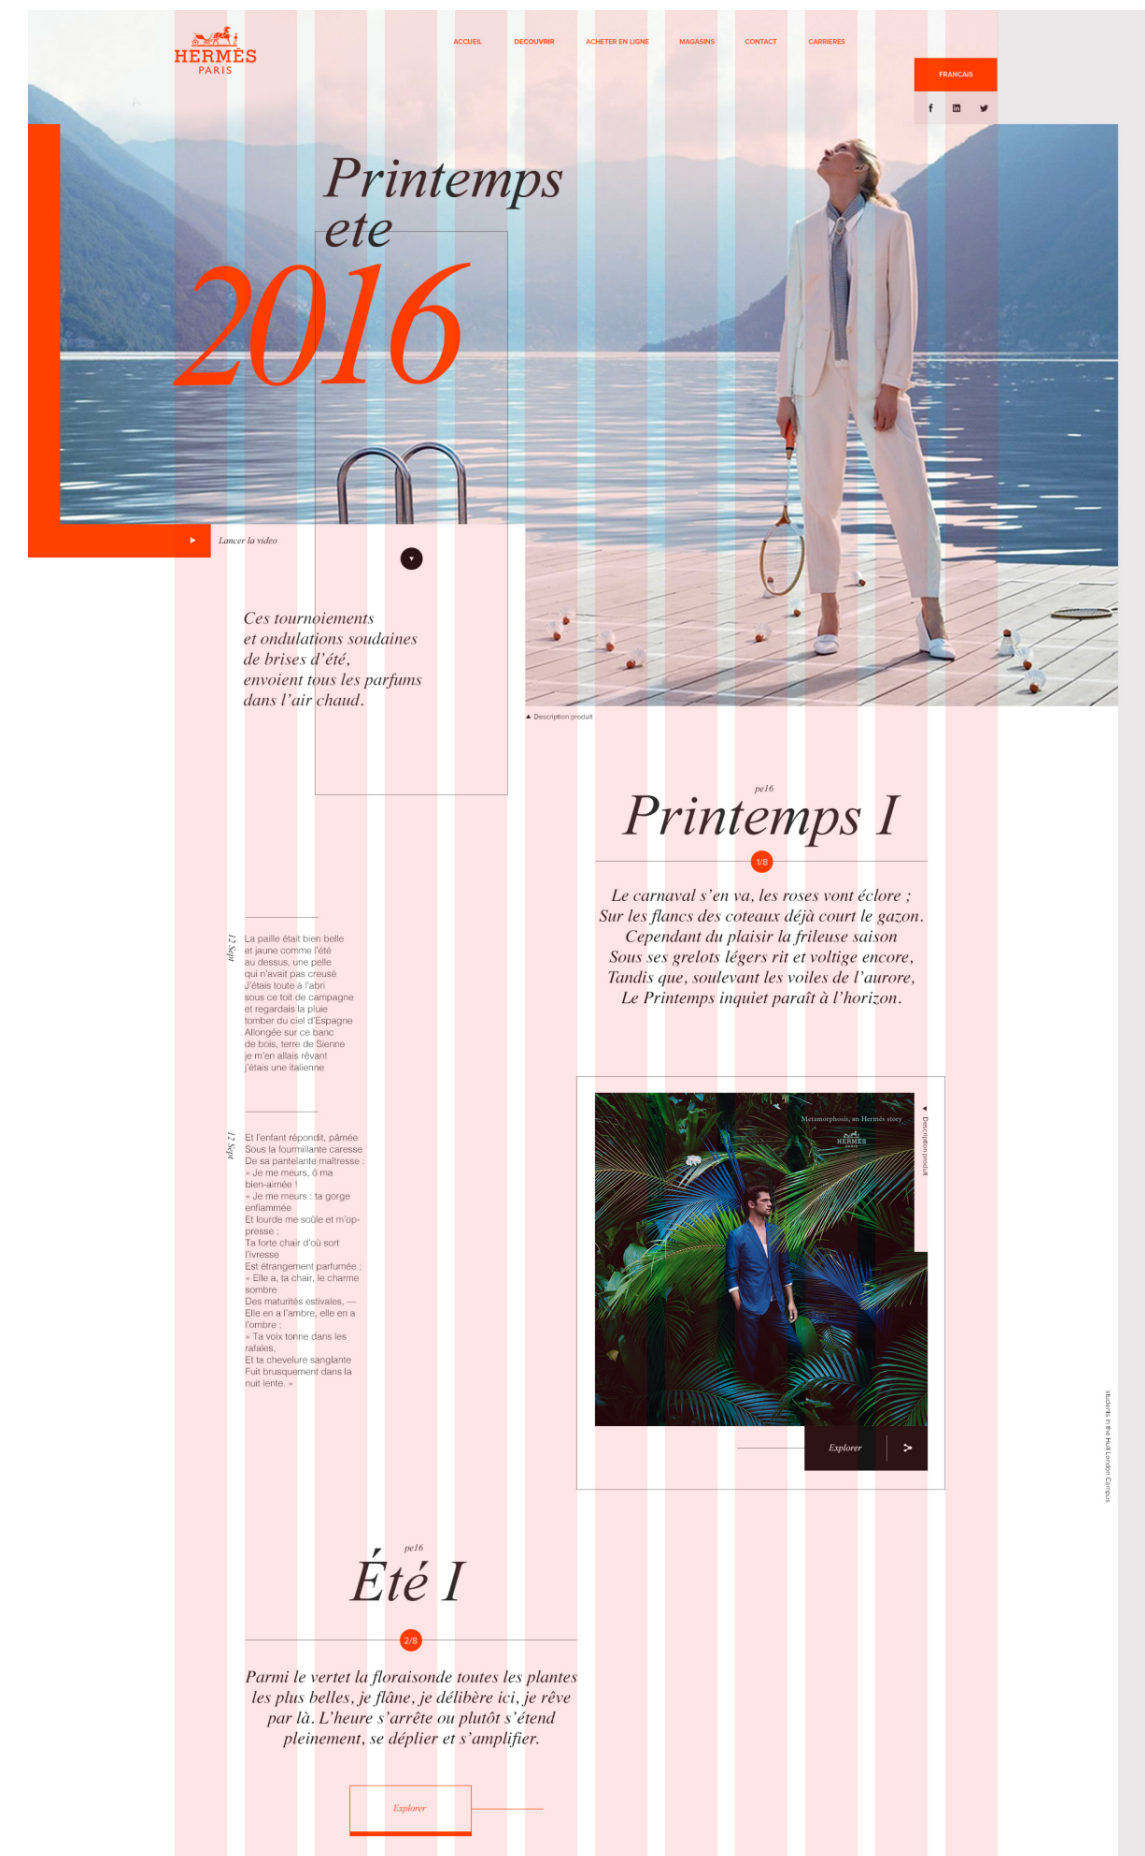 HERMÈS
PARIS
ACCUEIL
DECOUVRIR
ACHETER EN LIGNE
MAGASINS
CONTACT
CARRIERES
FRANCAIS
Printemps
ete
2016
Lancer la video
Ces tournoiements
et ondulations soudaines
de brises d’été,
envoient tous les parfums
dans l’air chaud.
Description produit
pe16
Printemps I
1/8
Le carnaval s’en va, les roses vont éclore ;
Sur les flancs des coteaux déjà court le gazon.
Cependant du plaisir la frileuse saison
Sous ses grelots légers rit et voltige encore,
Tandis que, soulevant les voiles de l’aurore,
Le Printemps inquiet paraît à l’horizon.
12 Sept
La paille était bien belle
et jaune comme l’été
au dessus, une pelle
qui n’avait pas creusé
J’étais toute à l’abri
sous ce toit de campagne
et regardais la pluie
tomber du ciel d’Espagne
Allongée sur ce banc
de bois, terre de Sienne
je m’en allais rêvant
j’étais une italienne
12 Sept
Et l’enfant répondit, pâmée
Sous la fourmillante caresse
De sa pantelante maîtresse :
« Je me meurs, ô ma
bien-aimée !
« Je me meurs : ta gorge
enflammée
Et lourde me soûle et m’op-
presse ;
Ta forte chair d’où sort
l’ivresse
Est étrangement parfumée ;
« Elle a, ta chair, le charme
sombre
Des maturités estivales, —
Elle en a l’ambre, elle en a
l’ombre ;
« Ta voix tonne dans les
rafales,
Et ta chevelure sanglante
Fuit brusquement dans la
nuit lente. »
Metamorphosis, an Hermès story
HERMÈS
PARIS
Description produit
Explorer
students in the Hult London Campus
pe16
Été I
2/8
Parmi le vertet la floraisonde toutes les plantes
les plus belles, je flâne, je délibère ici, je rêve
par là. L’heure s’arrête ou plutôt s’étend
pleinement, se déplier et s’amplifier.
Explorer